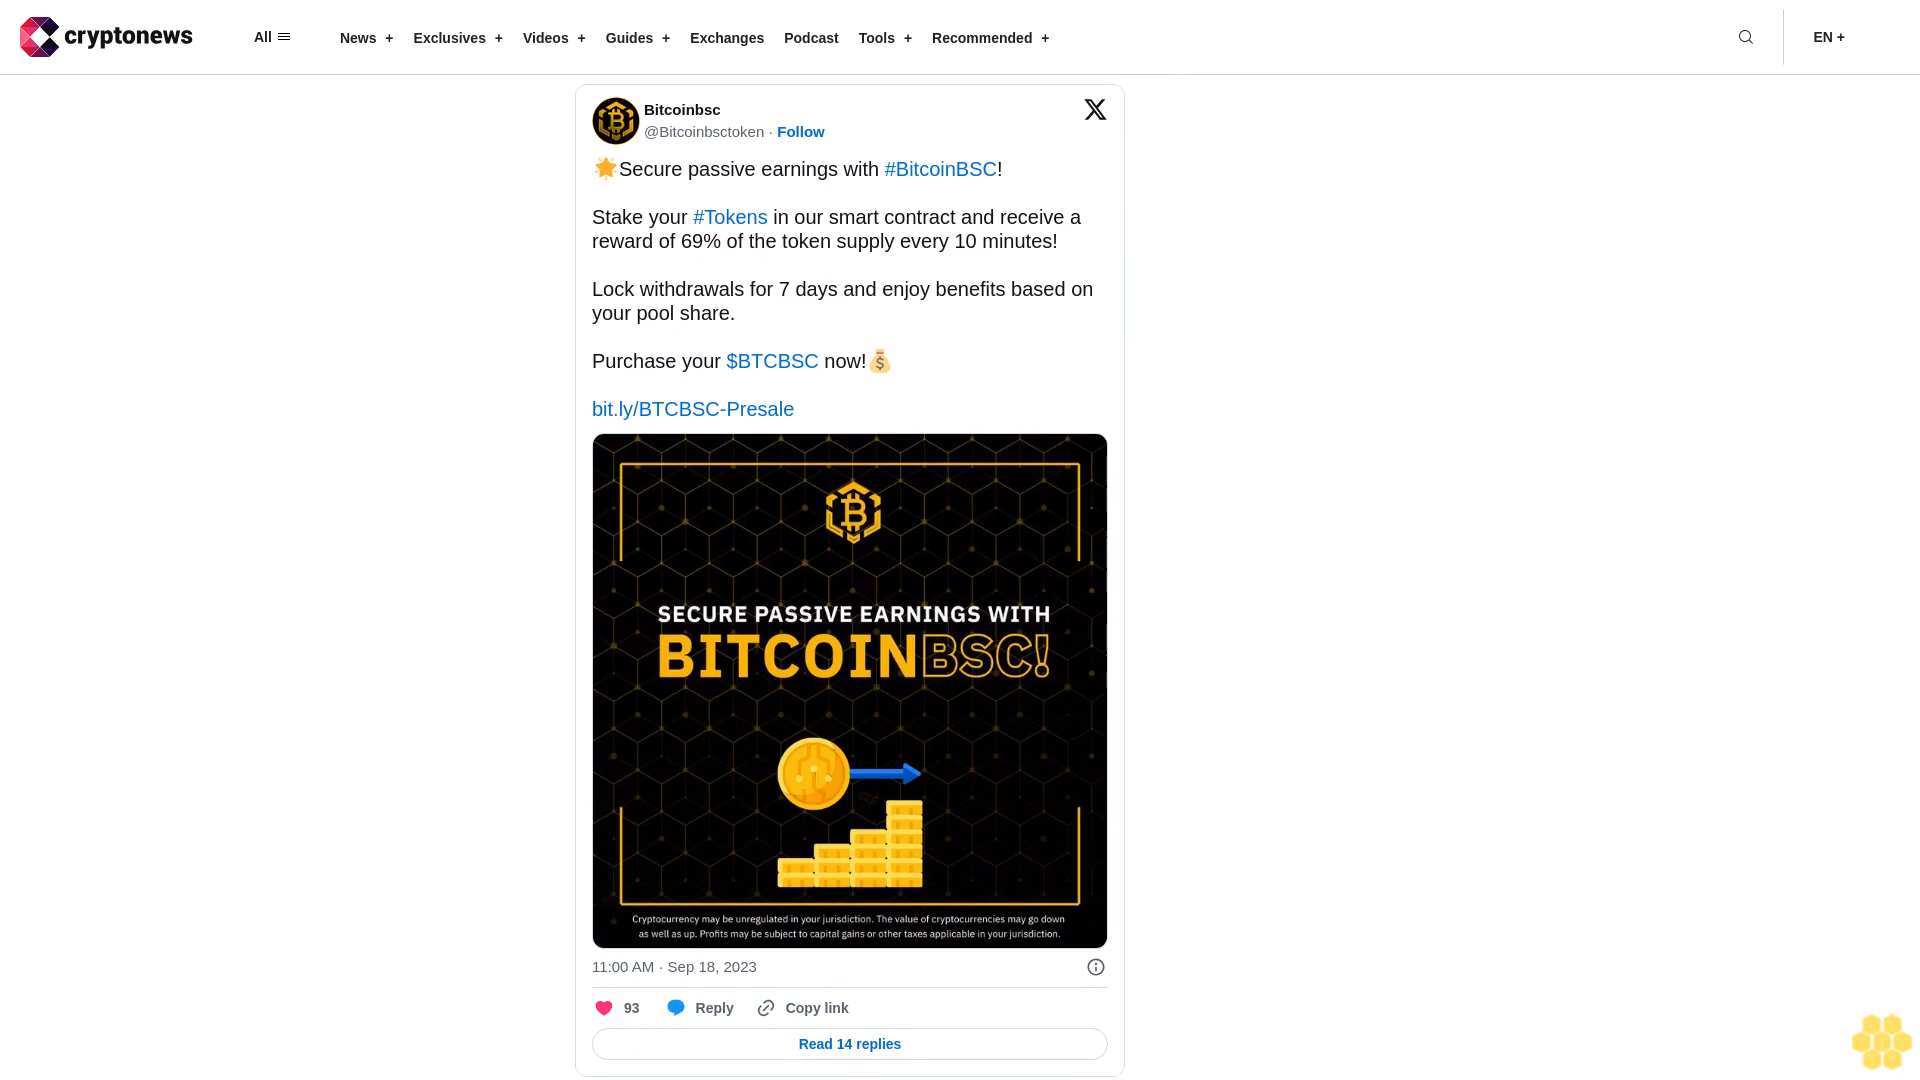 cryptonews
All
News +
Exclusives +
Videos +
Guides +
Exchanges
Podcast
Tools +
Recommended +
EN +
Bitcoinbsc
@Bitcoinbsctoken · Follow
🌟Secure passive earnings with #BitcoinBSC!
Stake your #Tokens in our smart contract and receive a
reward of 69% of the token supply every 10 minutes!
Lock withdrawals for 7 days and enjoy benefits based on
your pool share.
Purchase your $BTCBSC now!💰
bit.ly/BTCBSC-Presale
SECURE PASSIVE EARNINGS WITH
BITCOINBSC!
Cryptocurrency may be unregulated in your jurisdiction. The value of cryptocurrencies may go down
as well as up. Profits may be subject to capital gains or other taxes applicable in your jurisdiction.
11:00 AM · Sep 18, 2023
93
Reply
Copy link
Read 14 replies